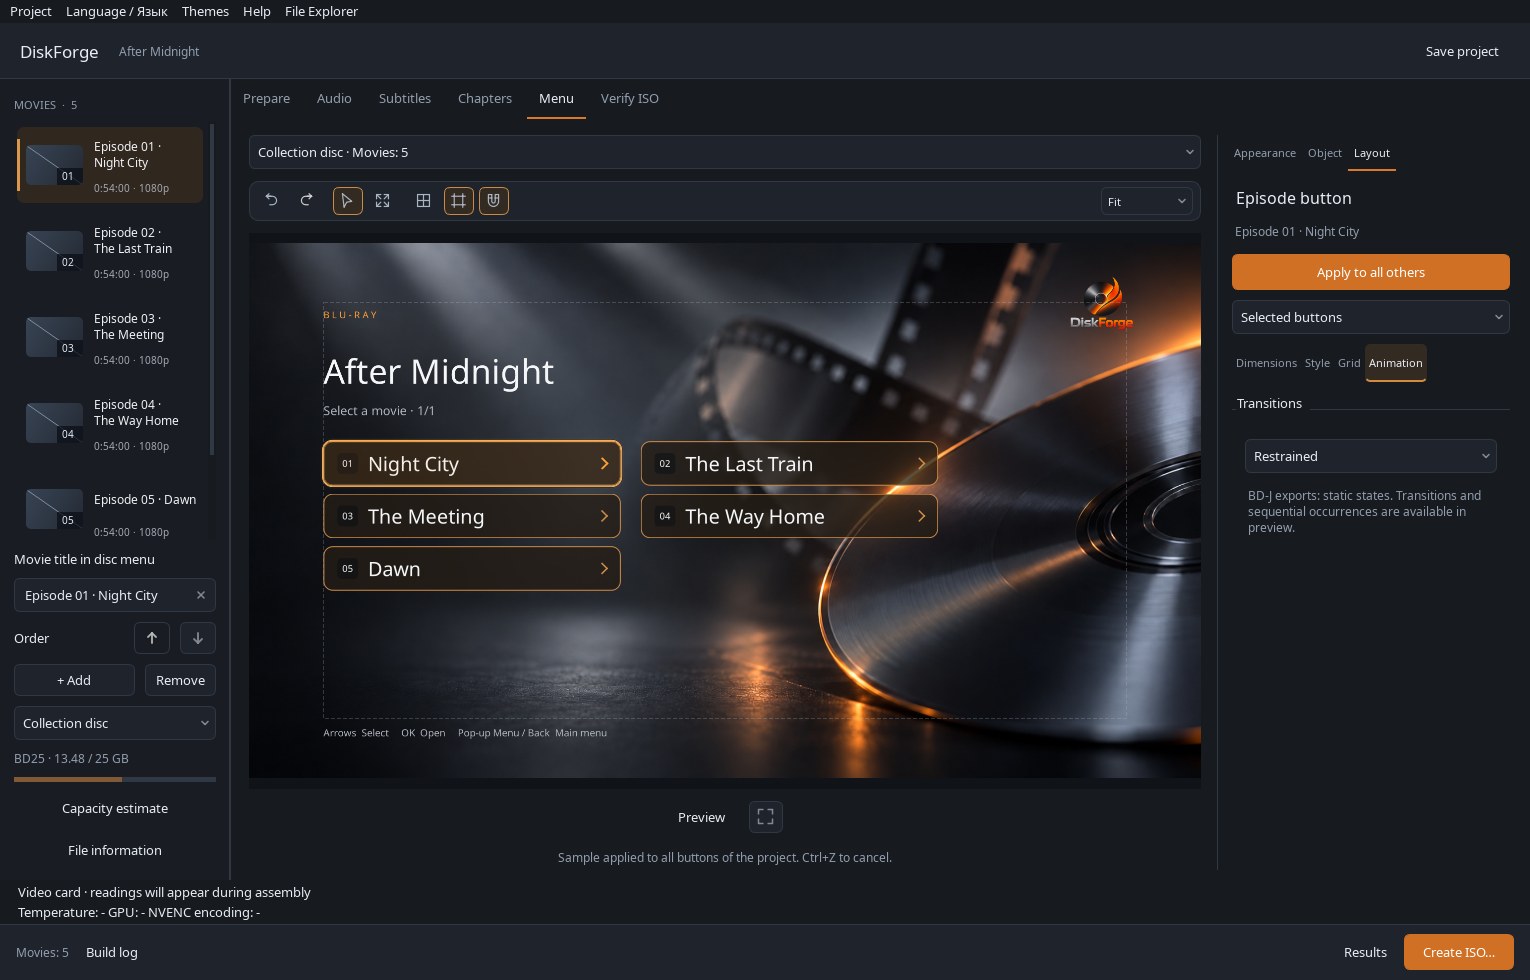 Project Language / Язык Themes Help File Explorer
DiskForge After Midnight Save project
MOVIES · 5
Episode 01 ·
Night City
01
0:54:00 · 1080p
Episode 02 ·
The Last Train
02
0:54:00 · 1080p
Episode 03 ·
The Meeting
03
0:54:00 · 1080p
Episode 04 ·
The Way Home
04
0:54:00 · 1080p
Episode 05 · Dawn
05
0:54:00 · 1080p
Movie title in disc menu
Episode 01 · Night City
Order
+ Add Remove
Collection disc
BD25 · 13.48 / 25 GB
Capacity estimate
File information
Prepare Audio Subtitles Chapters Menu Verify ISO
Collection disc · Movies: 5
Fit
BLU-RAY
DiskForge
After Midnight
Select a movie · 1/1
01 Night City
02 The Last Train
03 The Meeting
04 The Way Home
05 Dawn
Arrows Select OK Open Pop-up Menu / Back Main menu
Preview
Sample applied to all buttons of the project. Ctrl+Z to cancel.
Appearance Object Layout
Episode button
Episode 01 · Night City
Apply to all others
Selected buttons
Dimensions Style Grid Animation
Transitions
Restrained
BD-J exports: static states. Transitions and
sequential occurrences are available in
preview.
Video card · readings will appear during assembly
Temperature: - GPU: - NVENC encoding: -
Movies: 5 Build log Results Create ISO...